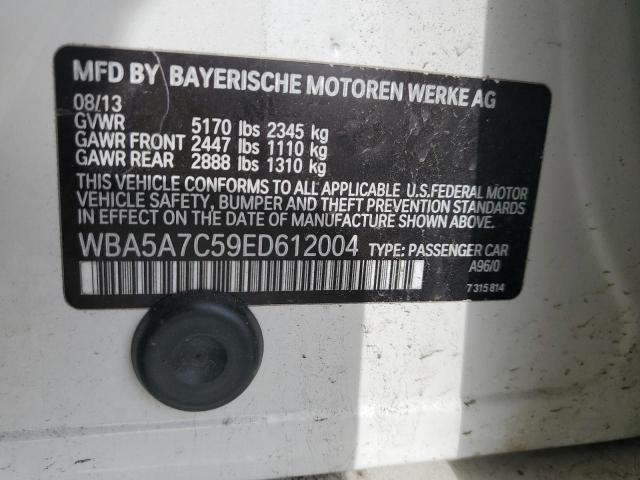 MFD BY BAYERISCHE MOTOREN WERKE AG
08/13
GVWR 5170 lbs 2345 kg
GAWR FRONT 2447 lbs 1110 kg
GAWR REAR 2888 lbs 1310 kg
THIS VEHICLE CONFORMS TO ALL APPLICABLE U.S.FEDERAL MOTOR
VEHICLE SAFETY, BUMPER AND THEFT PREVENTION STANDARDS
IN EFFECT ON THE DATE OF MANUFACTURE SHOWN ABOVE.
WBA5A7C59ED612004 TYPE: PASSENGER CAR
A96/0
7 315 814